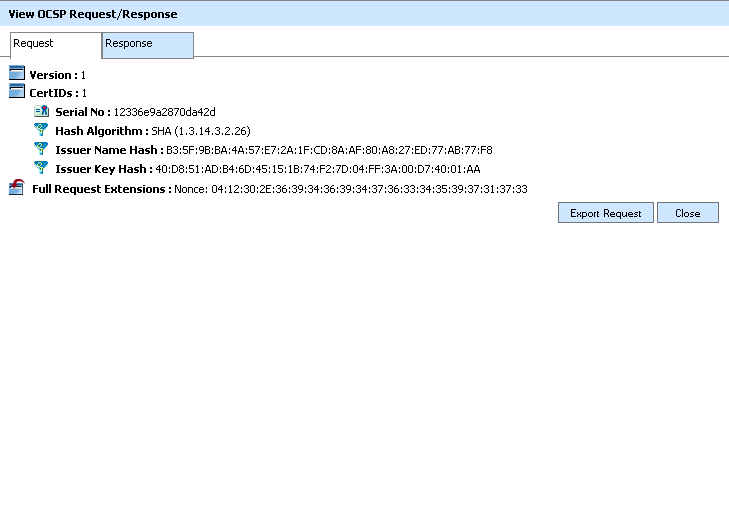 View OCSP Request/Response
Request Response
Version : 1
CertIDs : 1
Serial No : 12336e9a2870da42d
Hash Algorithm : SHA (1.3.14.3.2.26)
Issuer Name Hash : B3:5F:9B:BA:4A:57:E7:2A:1F:CD:8A:AF:80:A8:27:ED:77:AB:77:F8
Issuer Key Hash : 40:D8:51:AD:B4:6D:45:15:1B:74:F2:7D:04:FF:3A:00:D7:40:01:AA
Full Request Extensions : Nonce: 04:12:30:2E:36:39:34:36:39:34:37:36:33:34:35:39:37:31:37:33
Export Request Close